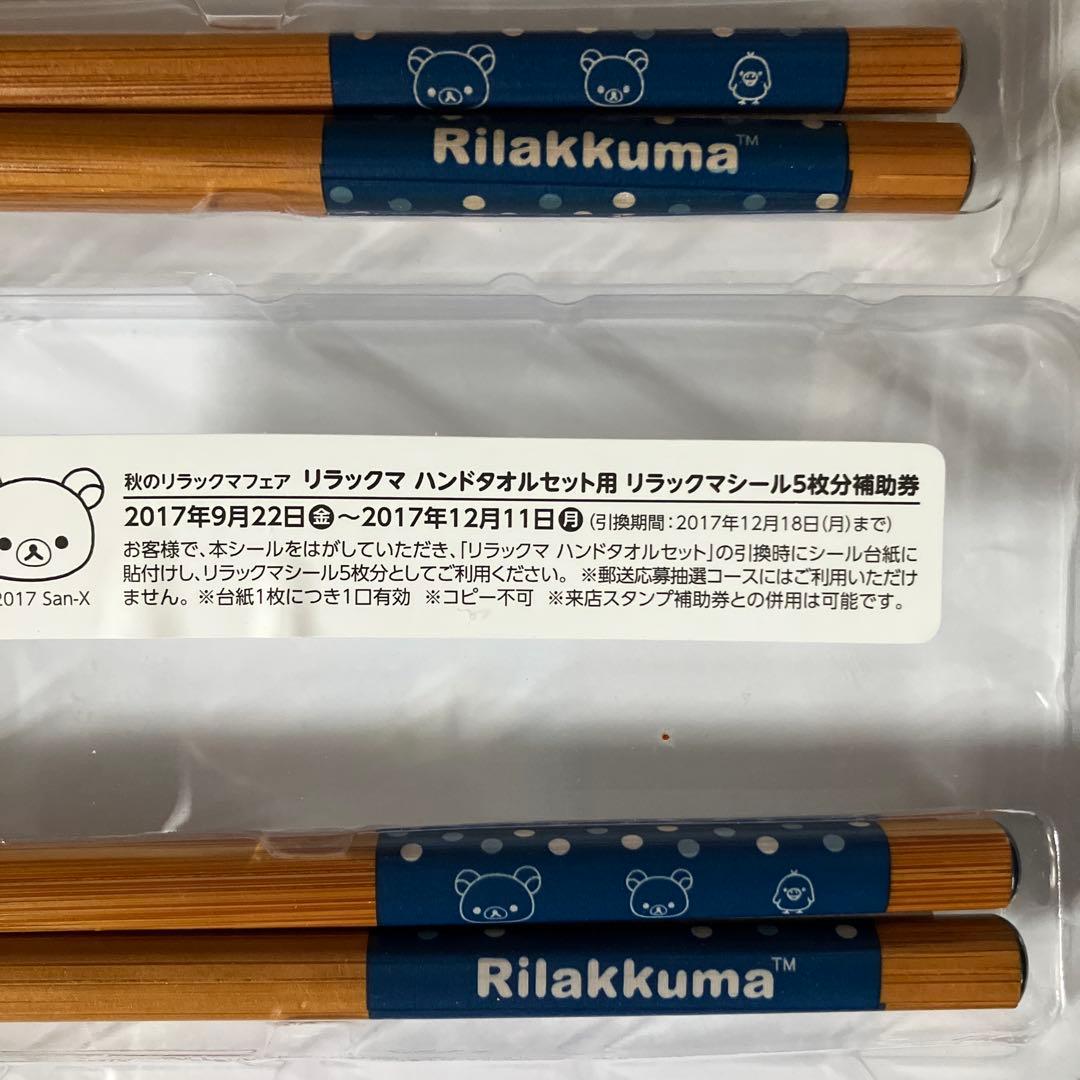 Rilakkuma™
秋のリラックマフェア リラックマ ハンドタオルセット用 リラックマシール5枚分補助券
2017年9月22日㊎～2017年12月11日㊊(引換期間:2017年12月18日(月)まで)
お客様で、本シールをはがしていただき、「リラックマ ハンドタオルセット」の引換時にシール台紙に
貼付けし、リラックマシール5枚分としてご利用ください。 ※郵送応募抽選コースにはご利用いただけ
ません。 ※台紙1枚につき1口有効 ※コピー不可 ※来店スタンプ補助券との併用は可能です。
2017 San-X
Rilakkuma™